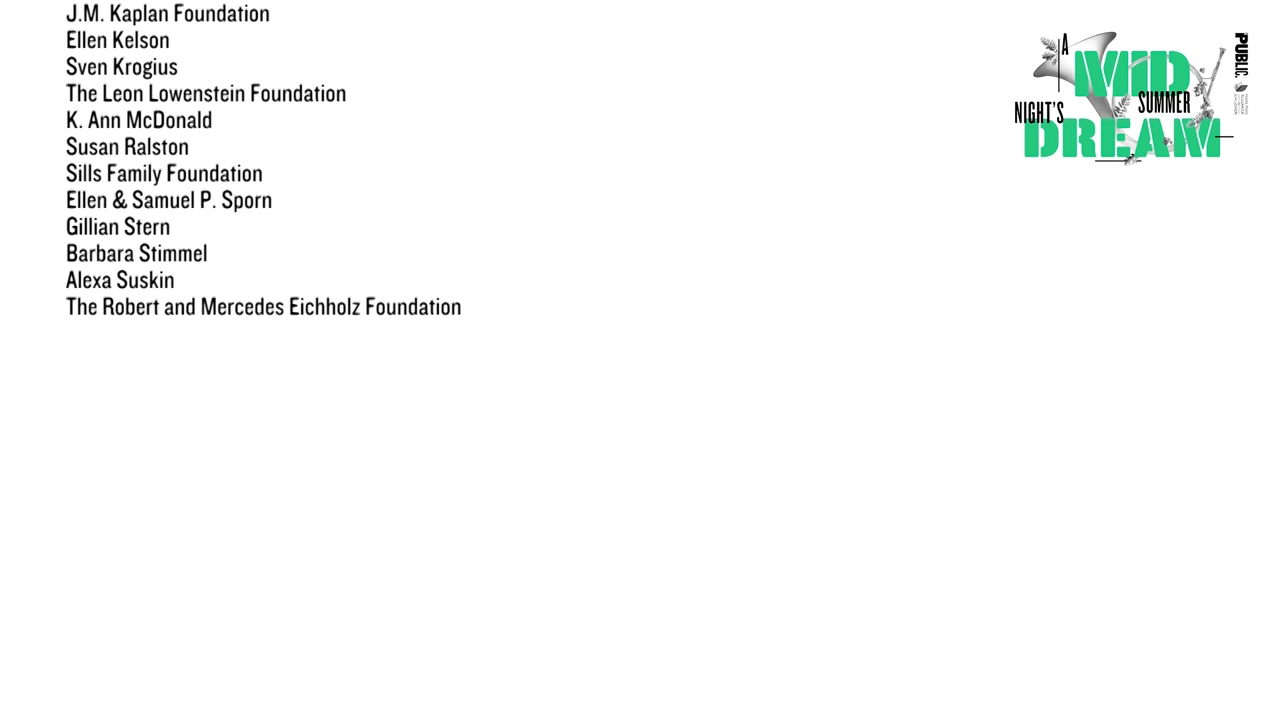 J.M. Kaplan Foundation
Ellen Kelson
Sven Krogius
The Leon Lowenstein Foundation
K. Ann McDonald
Susan Ralston
Sills Family Foundation
Ellen & Samuel P. Sporn
Gillian Stern
Barbara Stimmel
Alexa Suskin
The Robert and Mercedes Eichholz Foundation
A
MID
SUMMER
NIGHT'S
DREAM
PUBLIC.